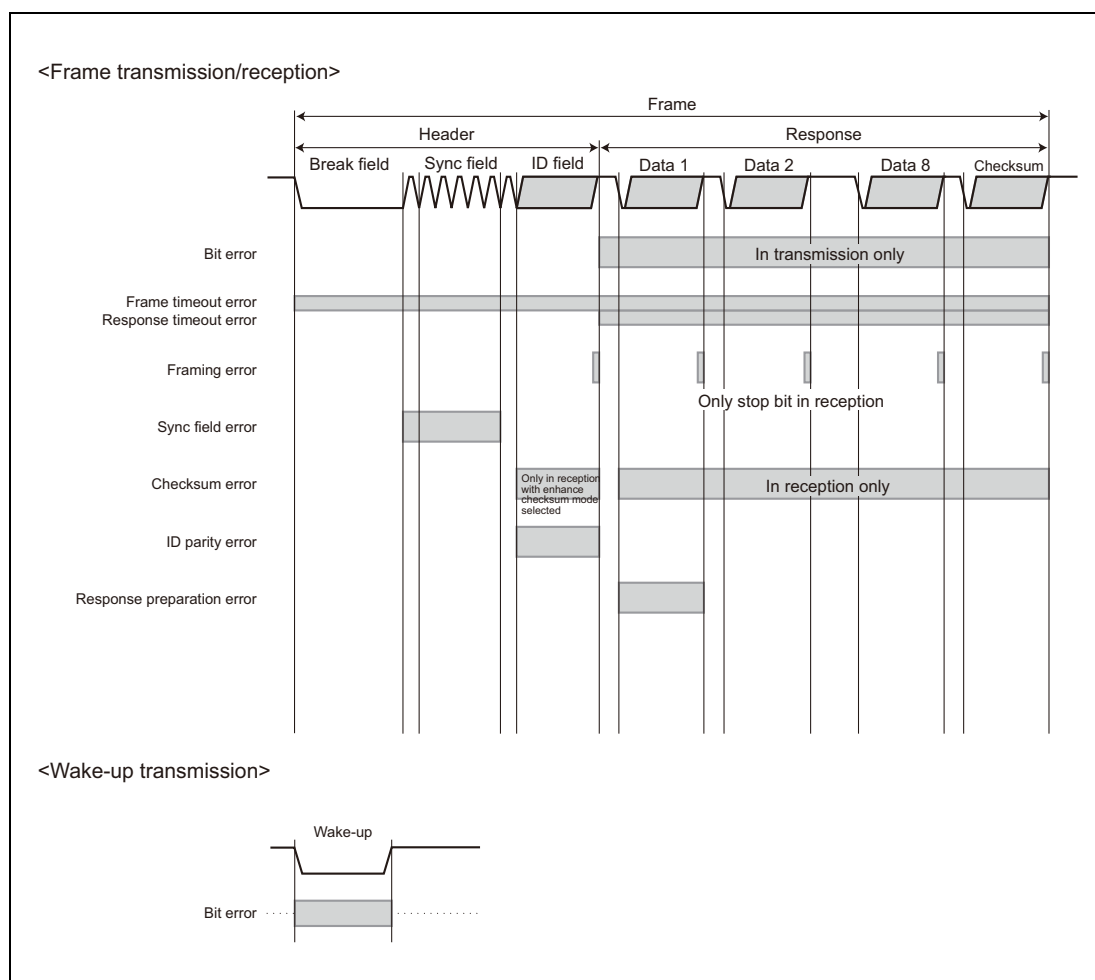 <Frame transmission/reception>
Frame
Header
Response
Break field
Sync field
ID field
Data 1
Data 2
Data 8
Checksum
Bit error
In transmission only
Frame timeout error
Response timeout error
Framing error
Only stop bit in reception
Sync field error
Checksum error
Only in reception
with enhance
checksum mode
selected
In reception only
ID parity error
Response preparation error
<Wake-up transmission>
Wake-up
Bit error